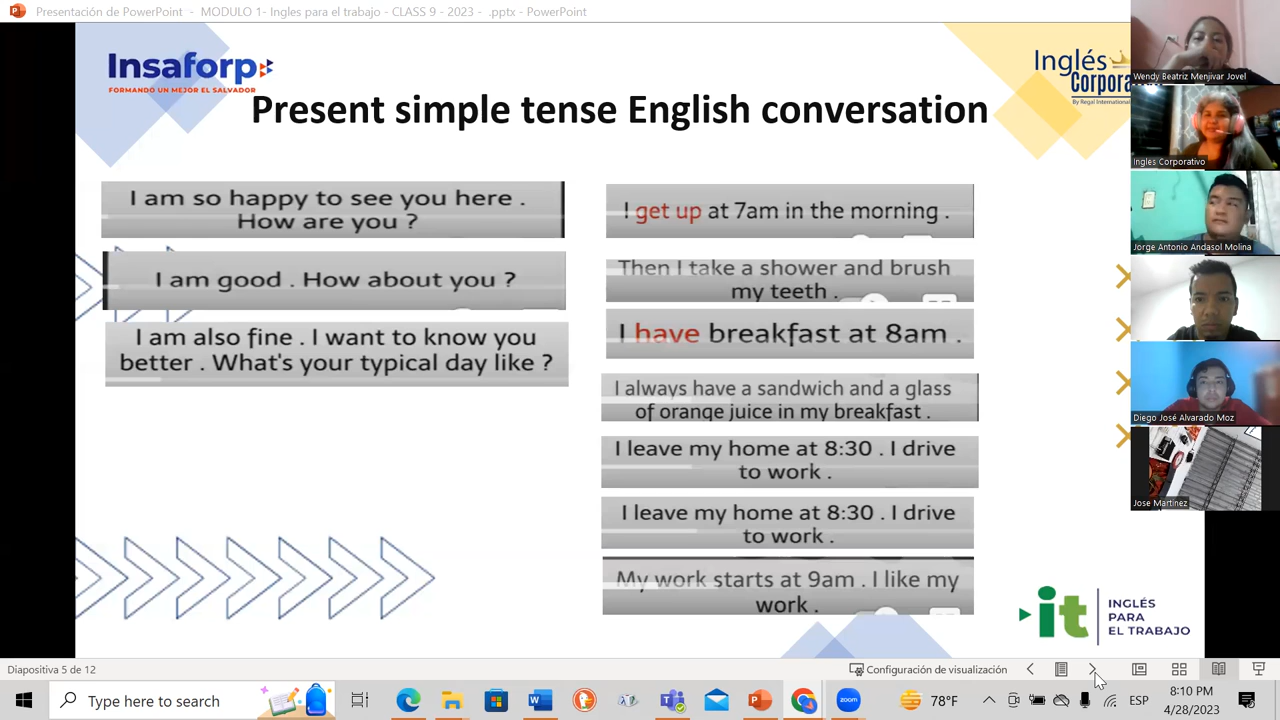 Presentación de PowerPoint - MODULO 1- Ingles para el trabajo - CLASS 9 - 2023 - .pptx - PowerPoint
Insaforp
FORMANDO UN MEJOR EL SALVADOR
Inglés
By Regal International
Present simple tense English conversation
I am so happy to see you here .
How are you ?
I am good . How about you ?
I am also fine . I want to know you
better . What's your typical day like ?
I get up at 7am in the morning .
Then I take a shower and brush
my teeth .
I have breakfast at 8am .
I always have a sandwich and a glass
of orange juice in my breakfast .
I leave my home at 8:30 . I drive
to work .
I leave my home at 8:30 . I drive
to work .
My work starts at 9am . I like my
work .
it
INGLÉS
PARA
EL TRABAJO
Wendy Beatriz Menjivar Jovel
Ingles Corporativo
Jorge Antonio Andasol Molina
Diego José Alvarado Moz
Jose Martinez
Diapositiva 5 de 12
Configuración de visualización
Type here to search
zoom
78°F
ESP
8:10 PM
4/28/2023